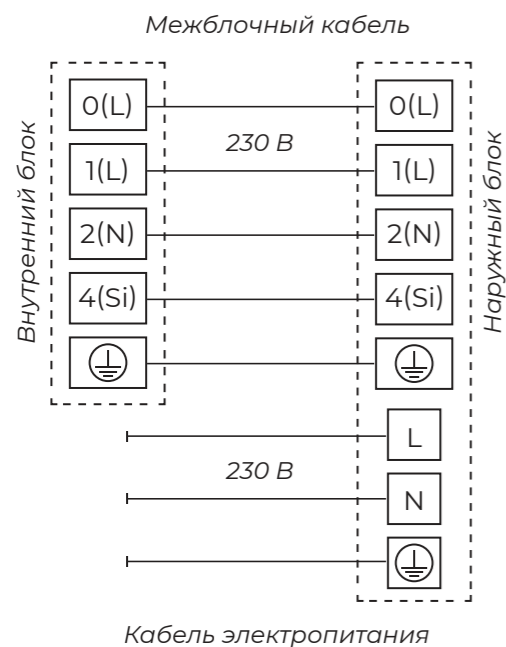 Межблочный кабель
Внутренний блок
Наружный блок
0(L) 0(L)
230 В
1(L) 1(L)
2(N) 2(N)
4(Si) 4(Si)
L
230 В
N
Кабель электропитания